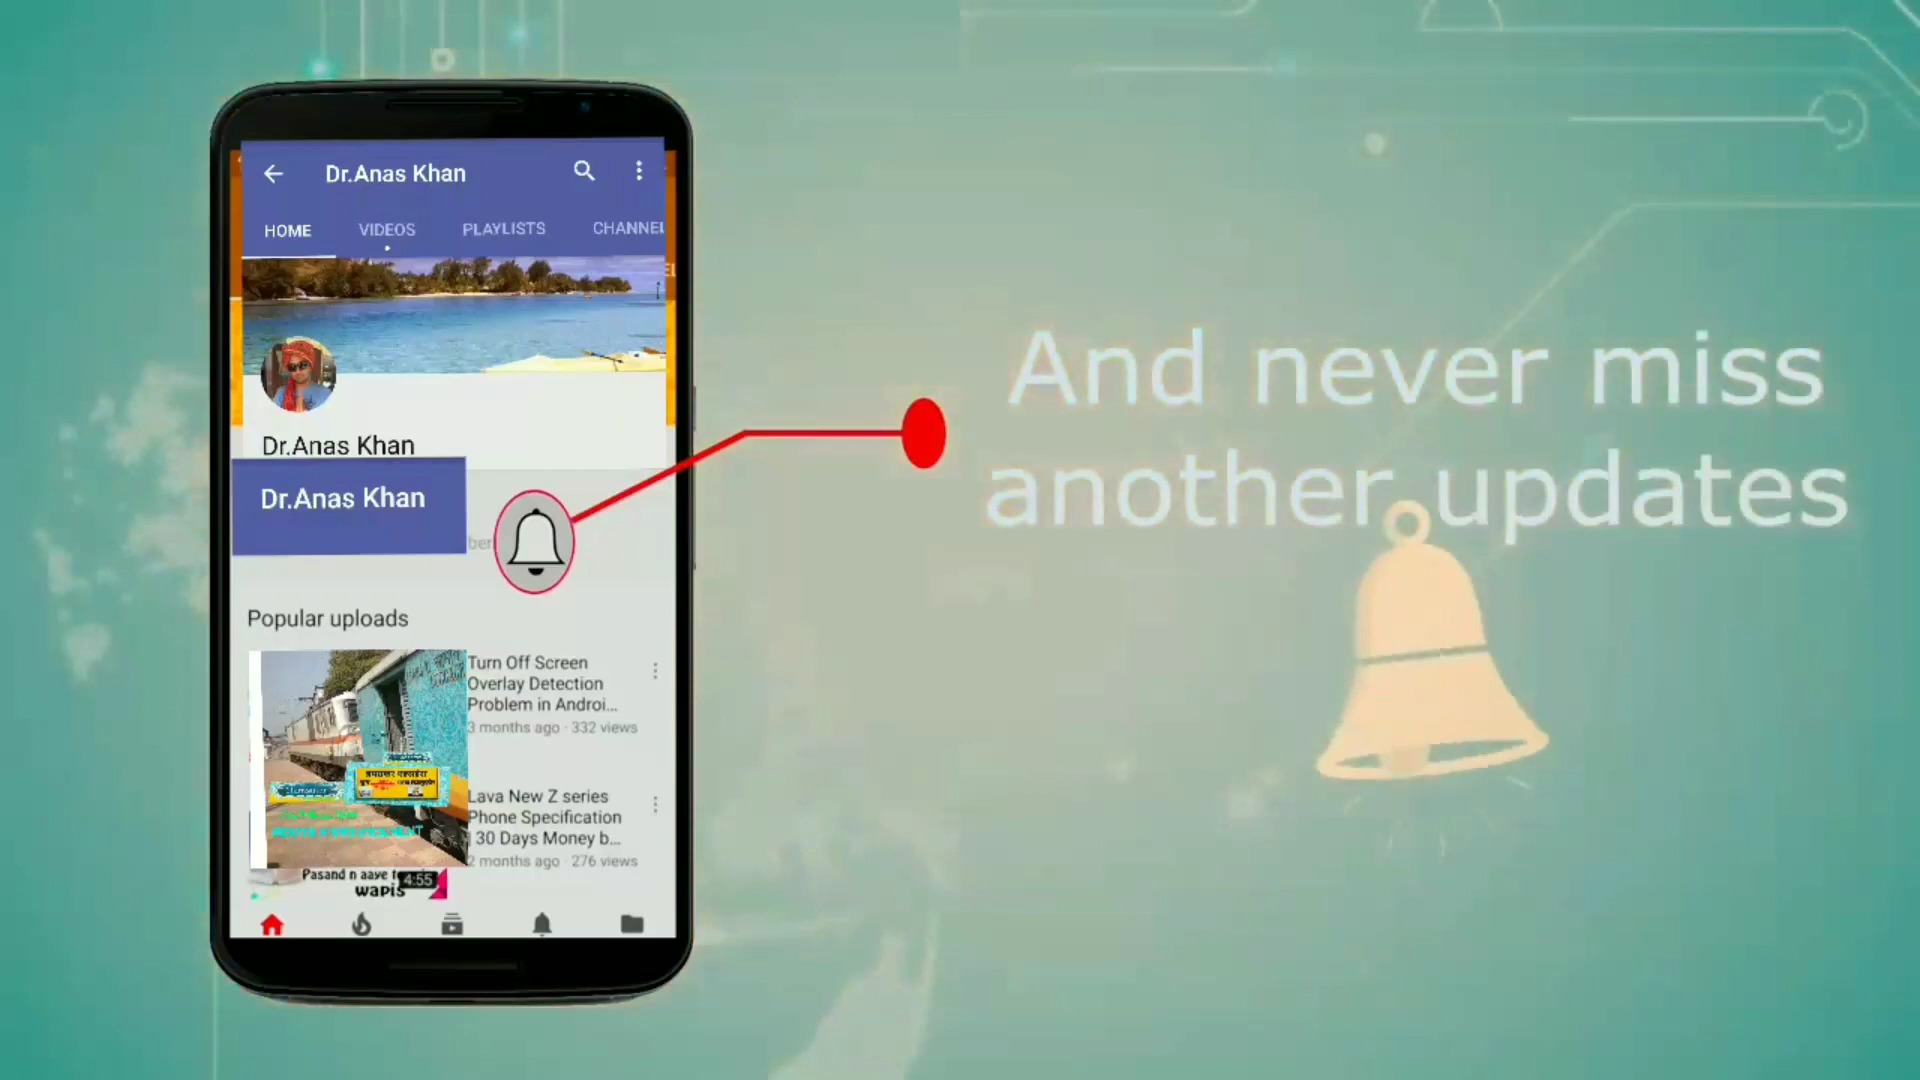 Dr.Anas Khan
HOME VIDEOS PLAYLISTS CHANNEL
Dr.Anas Khan
Dr.Anas Khan
ber
Popular uploads
Turn Off Screen
Overlay Detection
Problem in Androi...
3 months ago · 332 views
Lava New Z series
Phone Specification
| 30 Days Money b...
2 months ago · 276 views
Pasand n aaye
wapis
4:55
And never miss
another updates